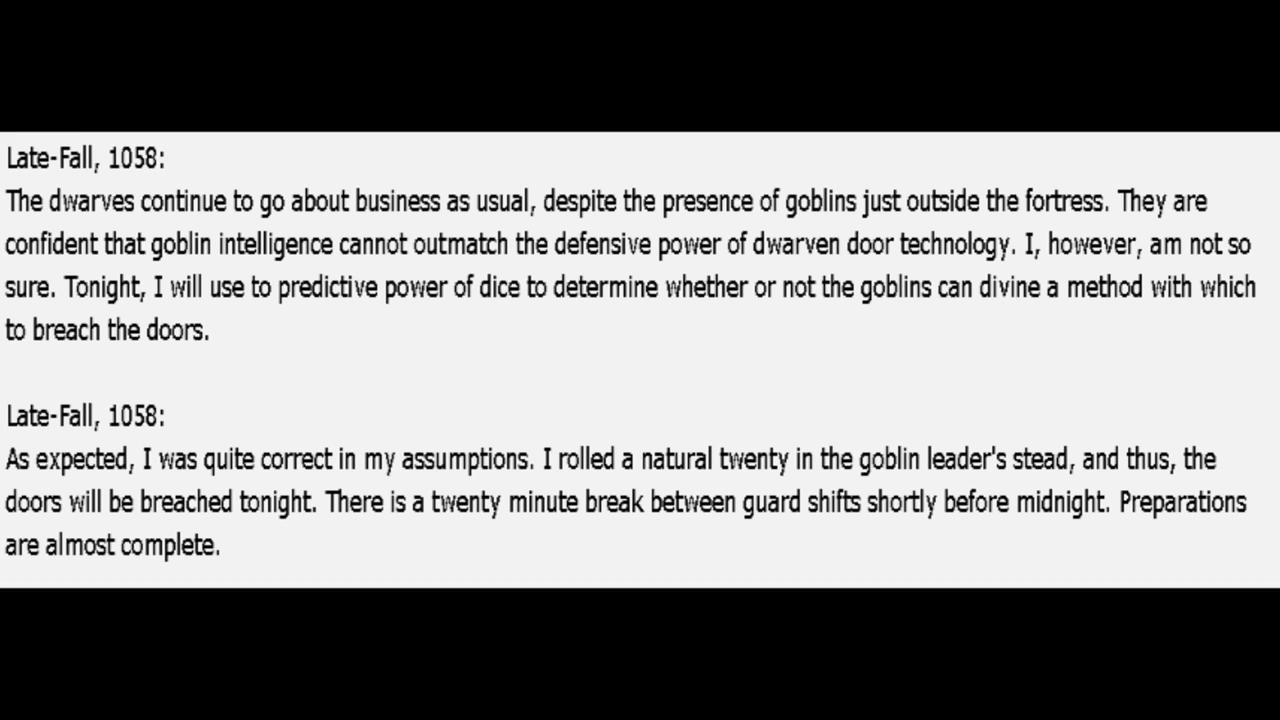 Late-Fall, 1058:
The dwarves continue to go about business as usual, despite the presence of goblins just outside the fortress. They are
confident that goblin intelligence cannot outmatch the defensive power of dwarven door technology. I, however, am not so
sure. Tonight, I will use to predictive power of dice to determine whether or not the goblins can divine a method with which
to breach the doors.
Late-Fall, 1058:
As expected, I was quite correct in my assumptions. I rolled a natural twenty in the goblin leader's stead, and thus, the
doors will be breached tonight. There is a twenty minute break between guard shifts shortly before midnight. Preparations
are almost complete.